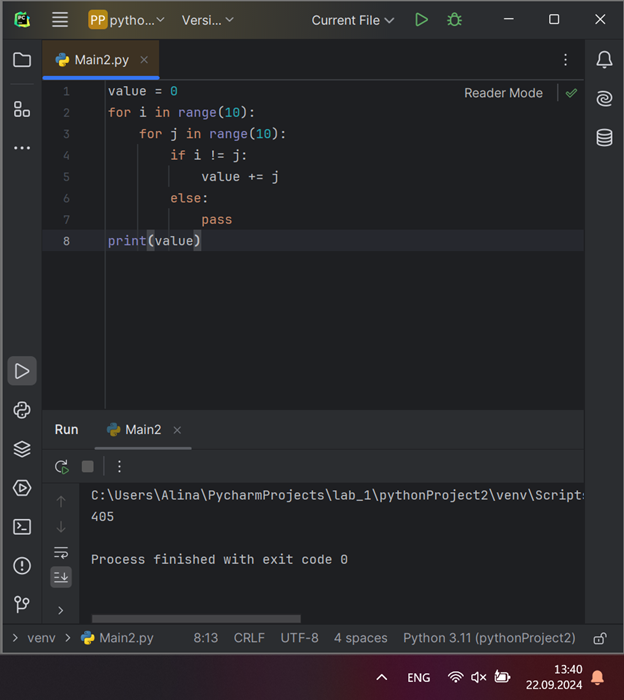 PC
PP pytho... Versi... Current File
Main2.py
Reader Mode
1 value = 0
2 for i in range(10):
3     for j in range(10):
4         if i != j:
5             value += j
6         else:
7             pass
8 print(value)
Run Main2
C:\Users\Alina\PycharmProjects\lab_1\pythonProject2\venv\Scripts
405
Process finished with exit code 0
venv Main2.py 8:13 CRLF UTF-8 4 spaces Python 3.11 (pythonProject2)
ENG 13:40
22.09.2024